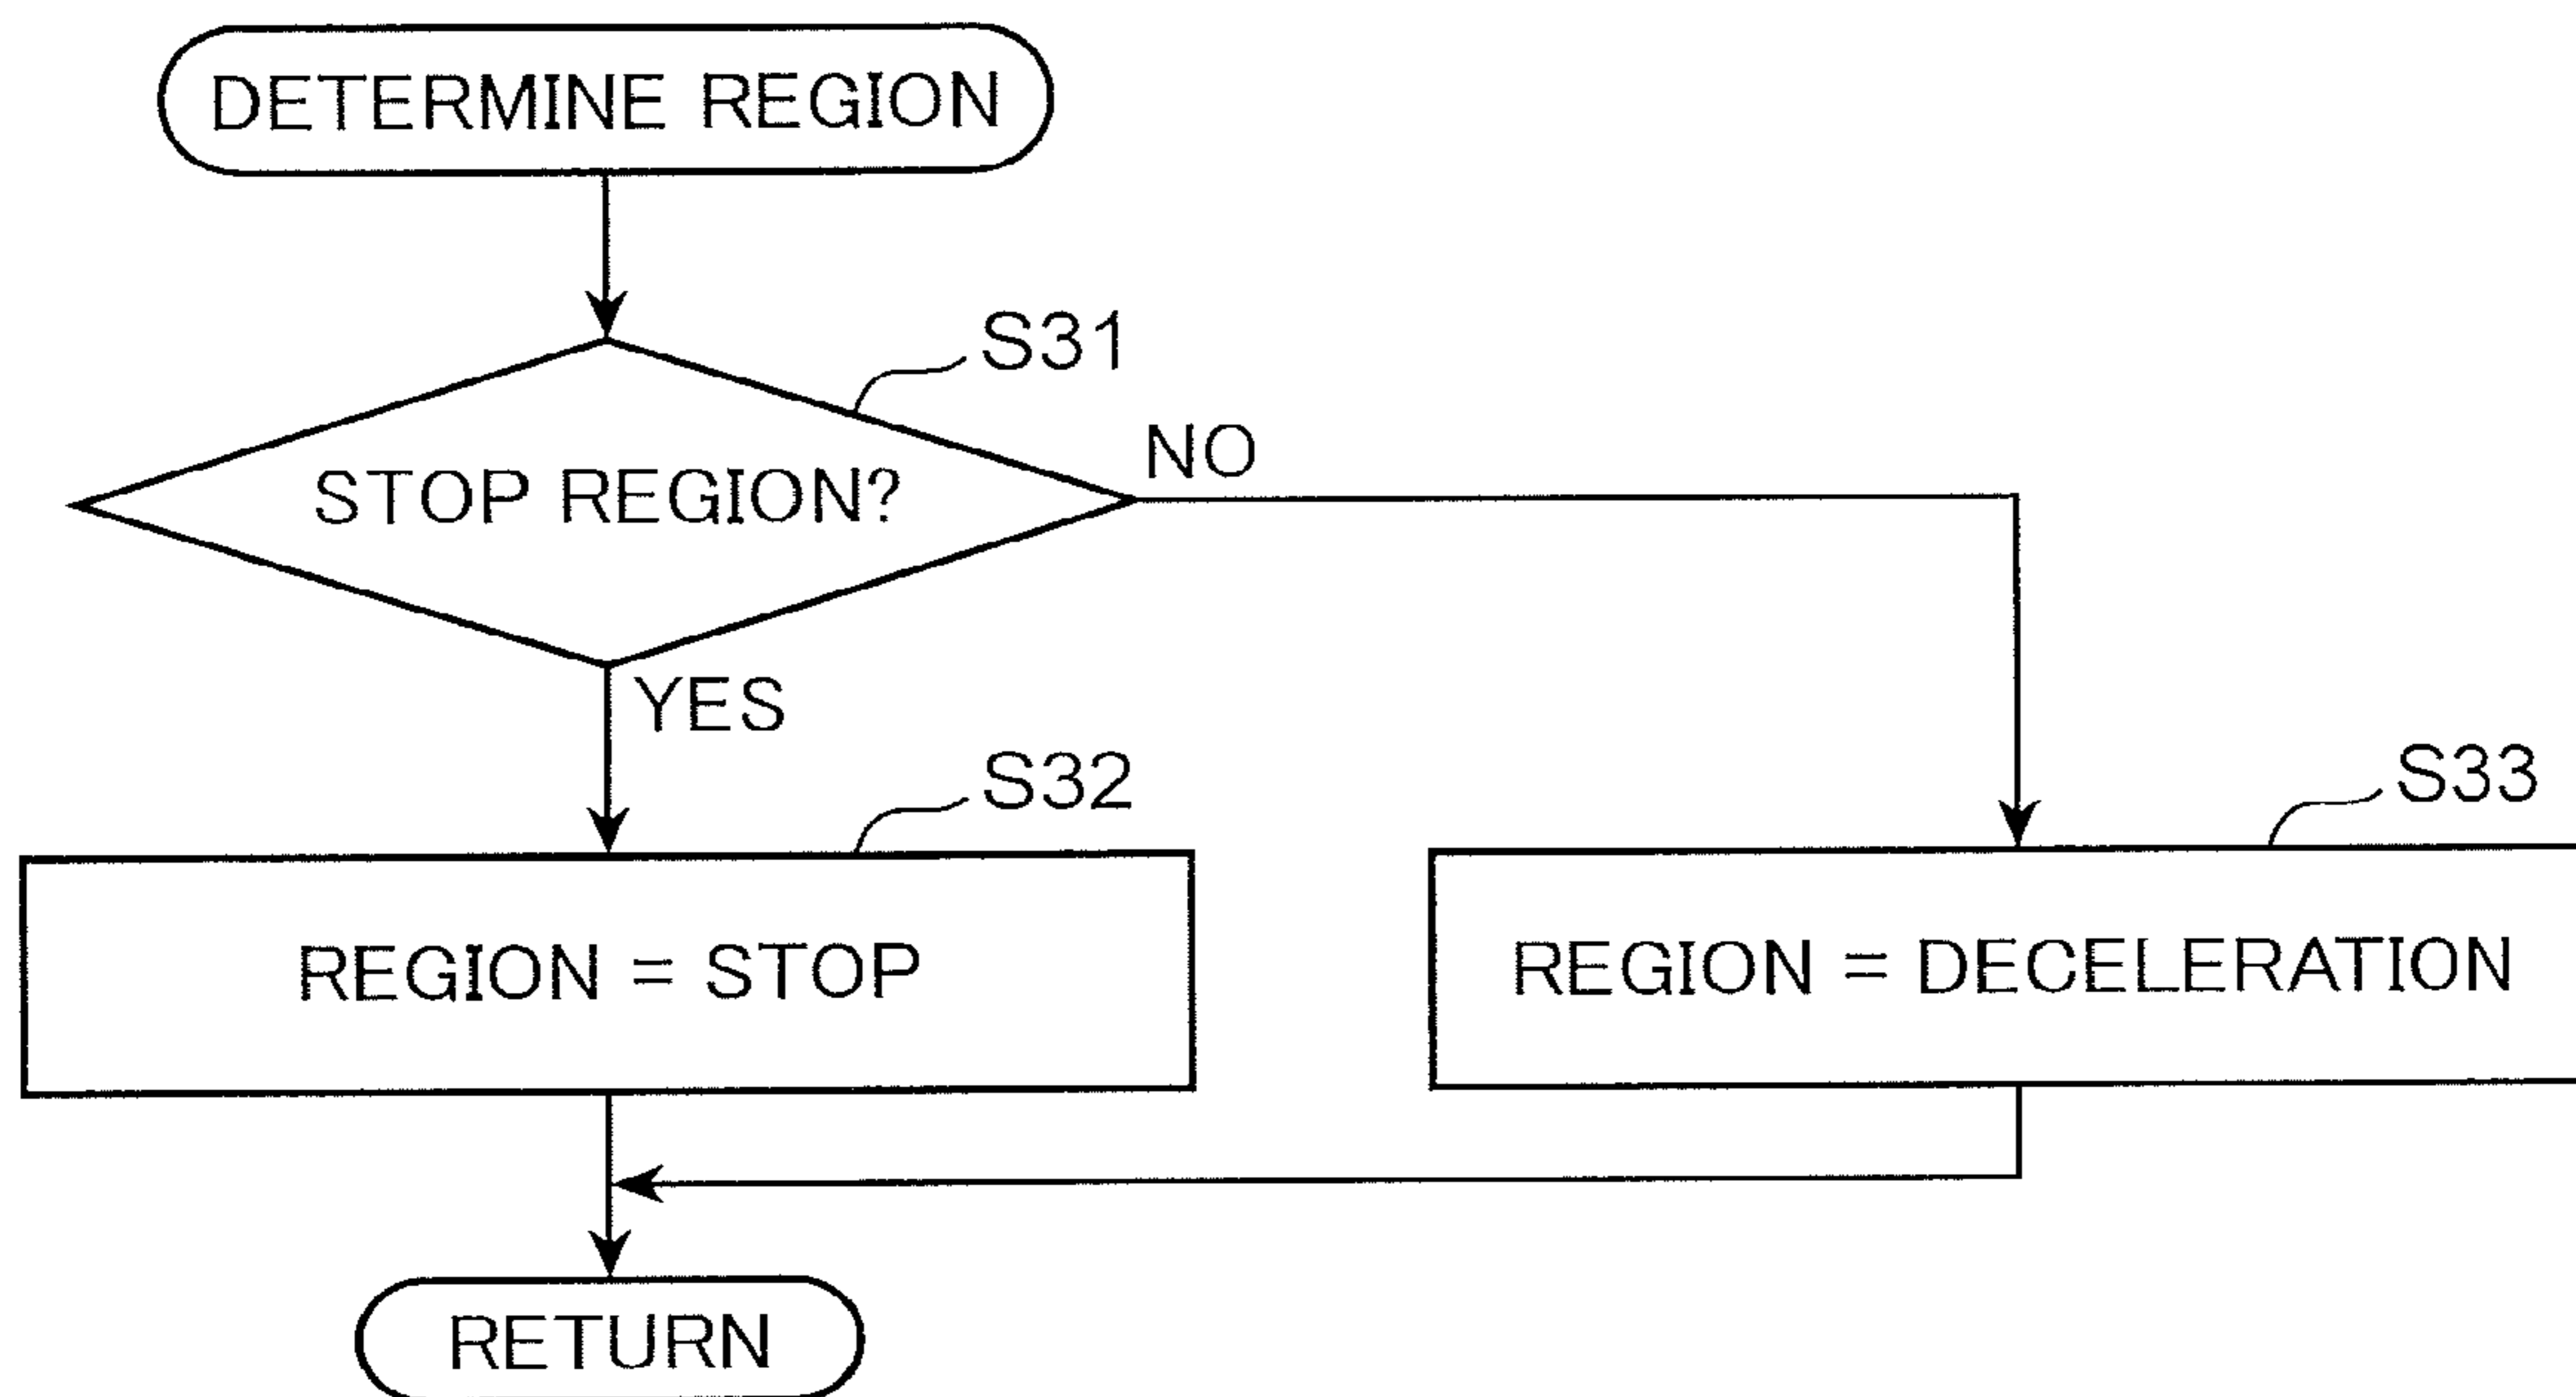 DETERMINE REGION
S31
STOP REGION?
NO
YES
S32
S33
REGION = STOP
REGION = DECELERATION
RETURN